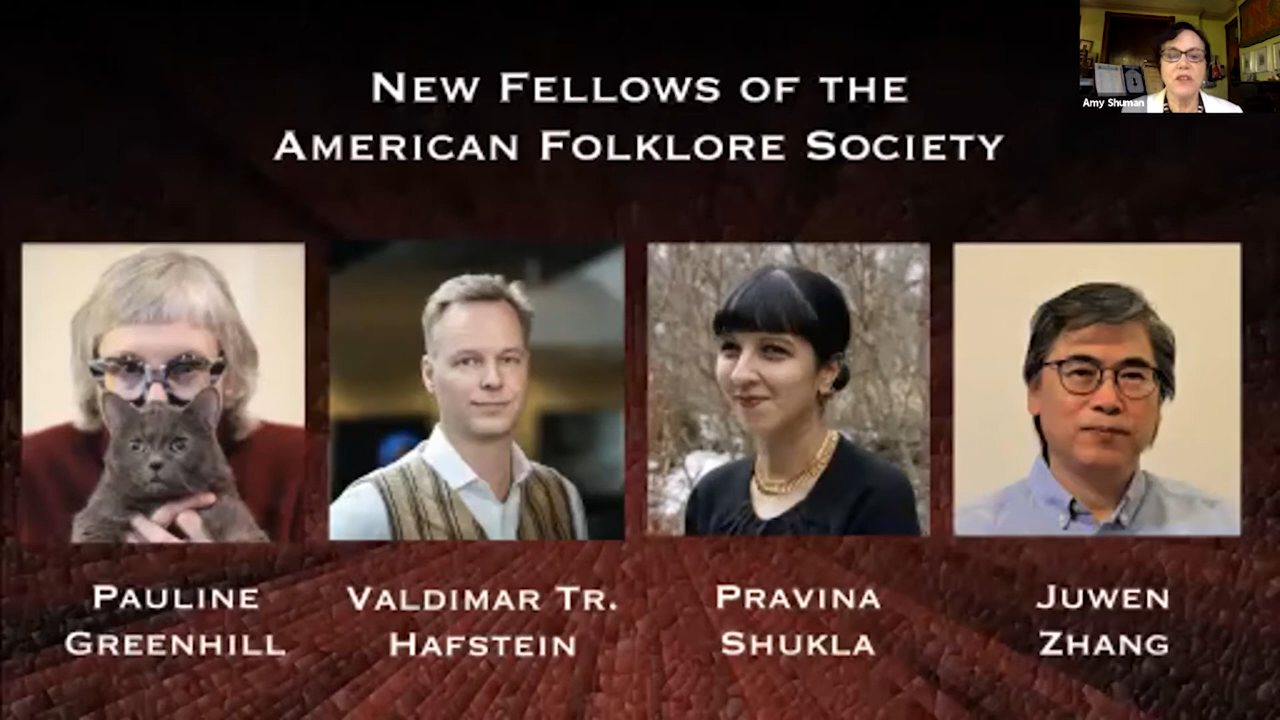 Amy Shuman
New Fellows of the
American Folklore Society
Pauline
Greenhill
Valdimar Tr.
Hafstein
Pravina
Shukla
Juwen
Zhang